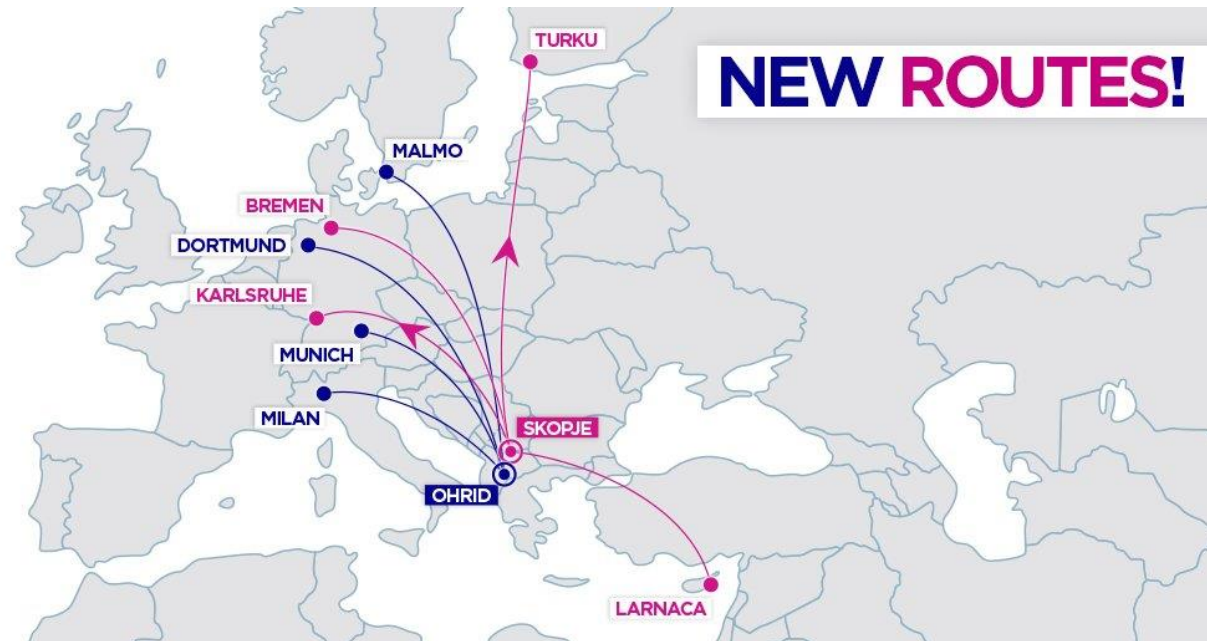 TURKU
NEW ROUTES!
MALMO
BREMEN
DORTMUND
KARLSRUHE
MUNICH
MILAN
SKOPJE
OHRID
LARNACA